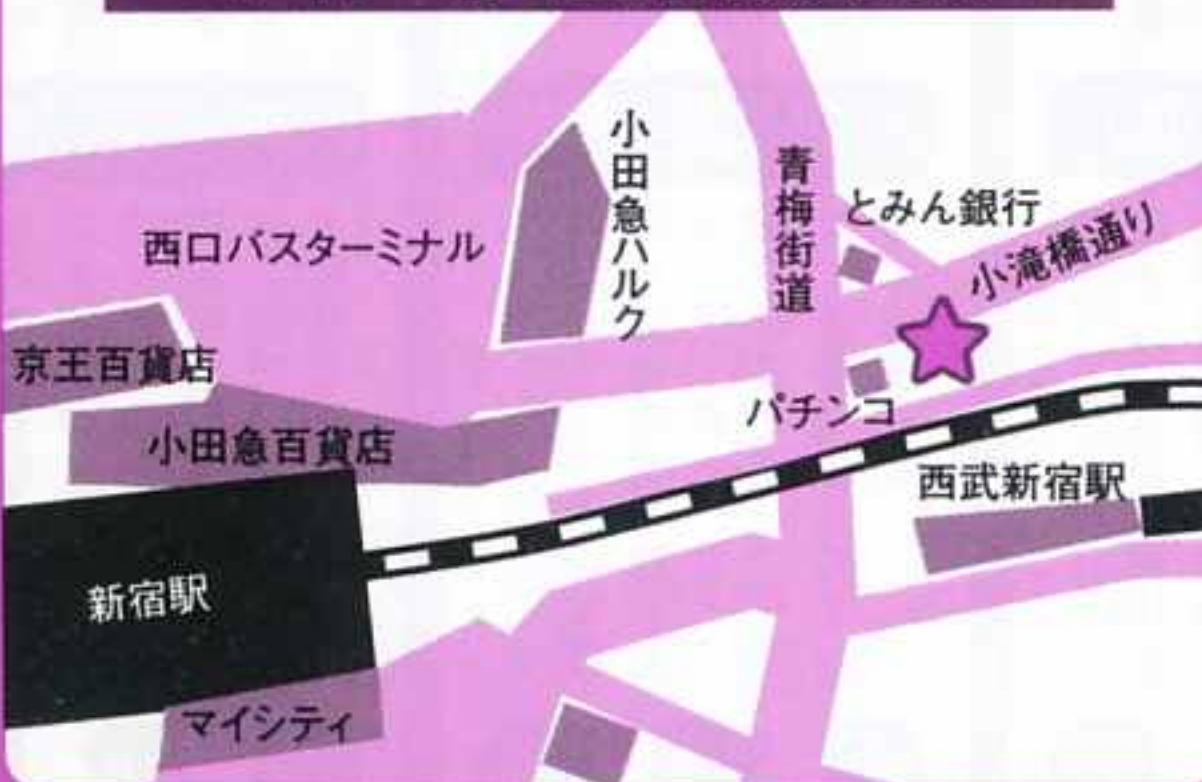 小田急ハルク
青梅街道
とみん銀行
小滝橋通り
西口バスターミナル
京王百貨店
パチンコ
小田急百貨店
西武新宿駅
新宿駅
マイシティ